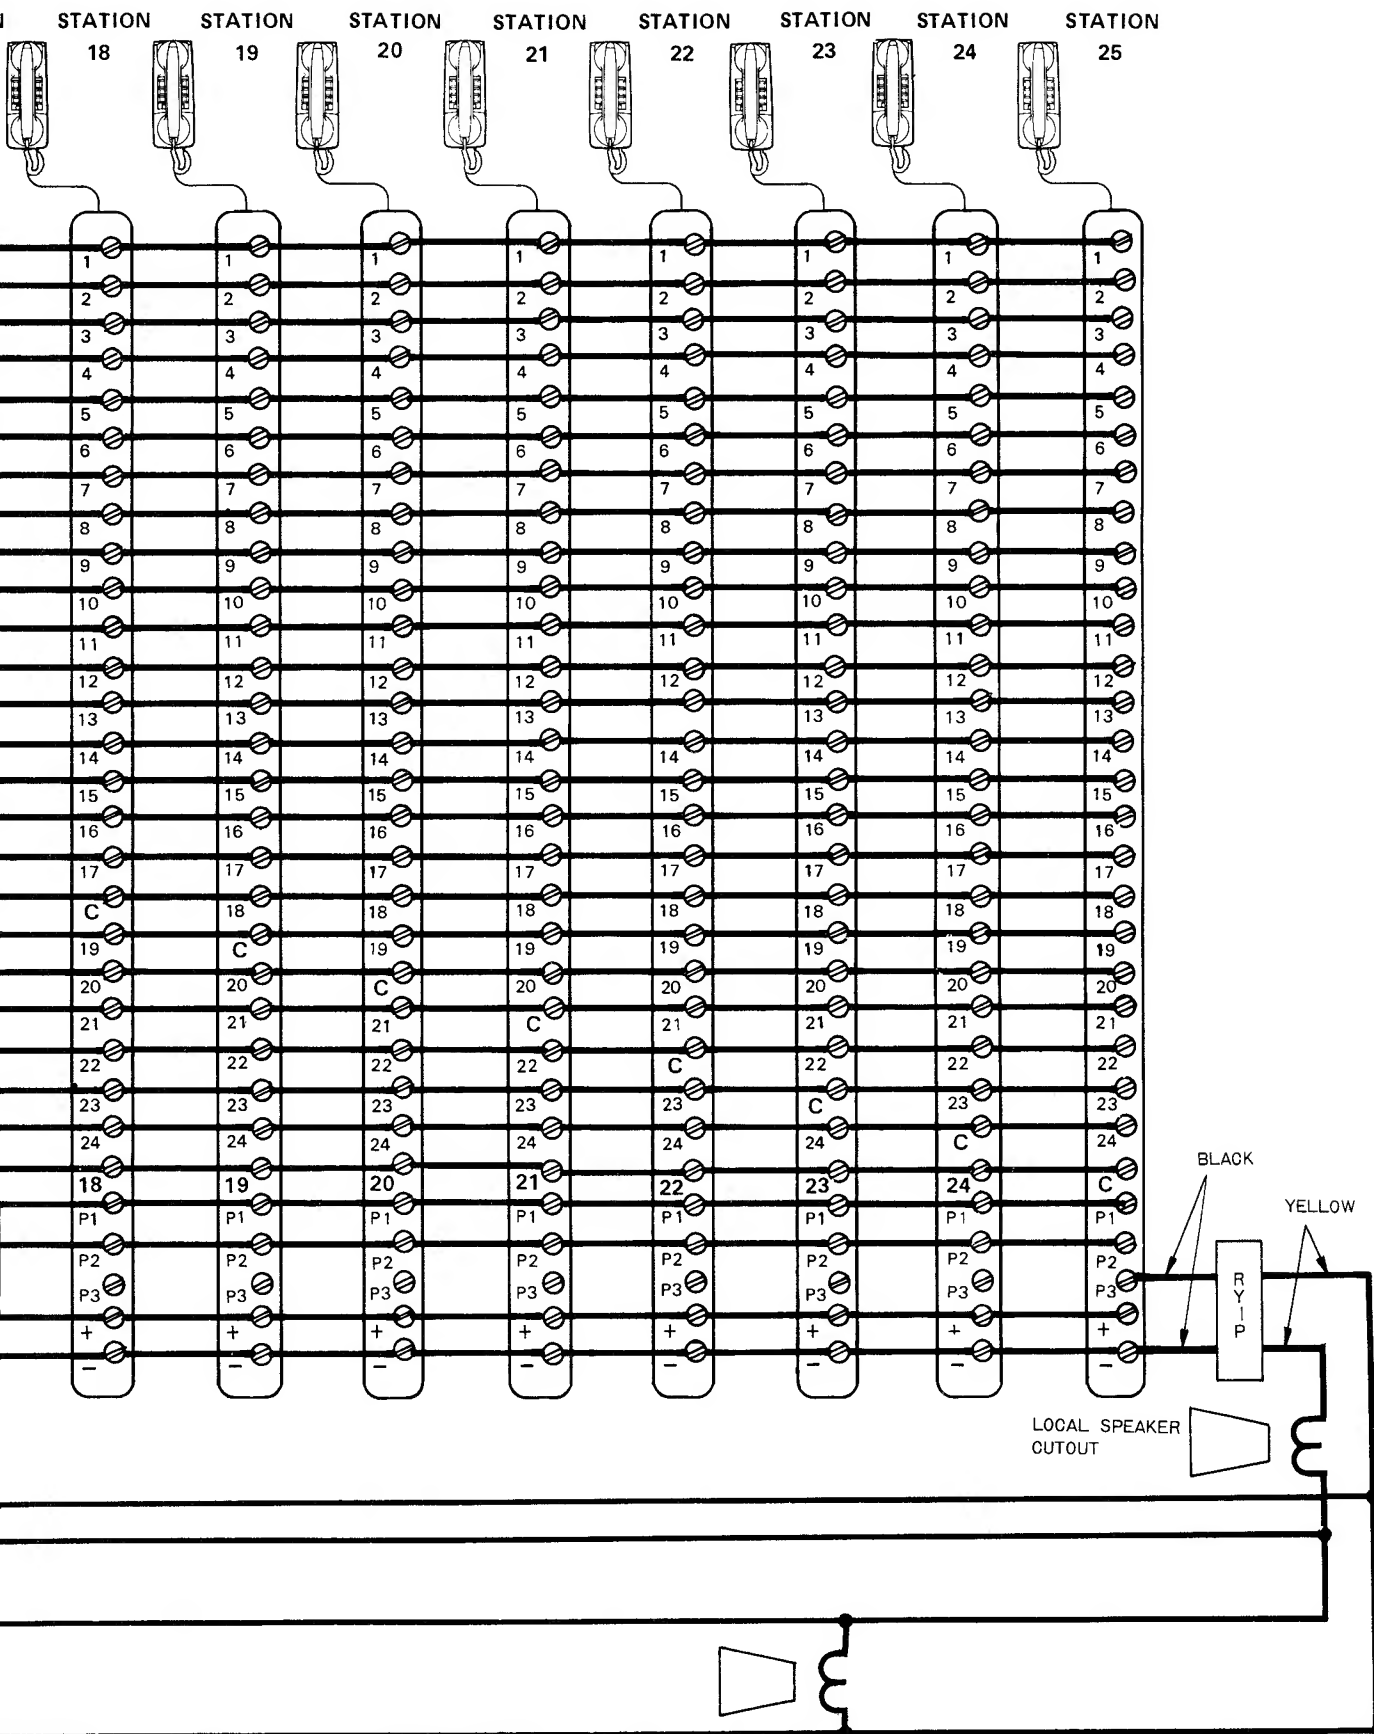 STATION STATION STATION STATION STATION STATION STATION STATION
18 19 20 21 22 23 24 25
1 1 1 1 1 1 1 1
2 2 2 2 2 2 2 2
3 3 3 3 3 3 3 3
4 4 4 4 4 4 4 4
5 5 5 5 5 5 5 5
6 6 6 6 6 6 6 6
7 7 7 7 7 7 7 7
8 8 8 8 8 8 8 8
9 9 9 9 9 9 9 9
10 10 10 10 10 10 10 10
11 11 11 11 11 11 11 11
12 12 12 12 12 12 12 12
13 13 13 13 13 13 13
14 14 14 14 14 14 14 14
15 15 15 15 15 15 15 15
16 16 16 16 16 16 16 16
17 17 17 17 17 17 17 17
C 18 18 18 18 18 18 18
19 C 19 19 19 19 19 19
20 20 C 20 20 20 20 20
21 21 21 C 21 21 21 21
22 22 22 22 C 22 22 22
23 23 23 23 23 C 23 23
24 24 24 24 24 24 C 24
18 19 20 21 22 23 24 C
P1 P1 P1 P1 P1 P1 P1 P1
P2 P2 P2 P2 P2 P2 P2 P2
P3 P3 P3 P3 P3 P3 P3 P3
+ + + + + + + +
- - - - - - - -
BLACK
YELLOW
RY-P
LOCAL SPEAKER
CUTOUT